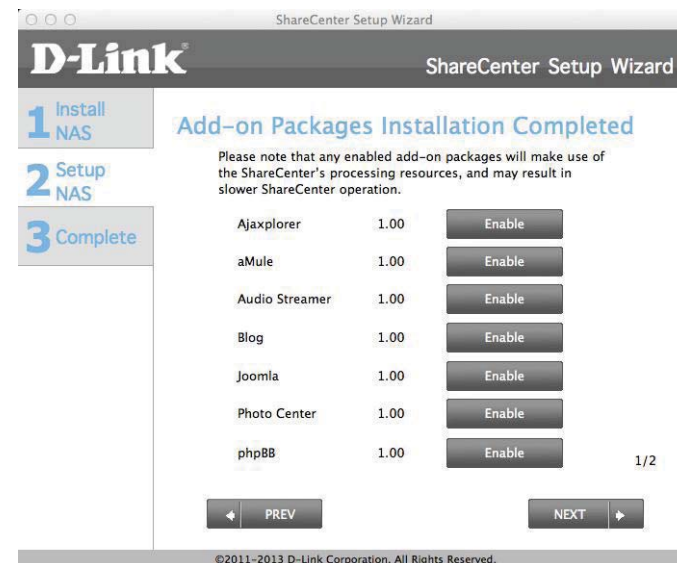 ShareCenter Setup Wizard
D-Link
ShareCenter Setup Wizard
1 Install
NAS
2 Setup
NAS
3 Complete
Add-on Packages Installation Completed
Please note that any enabled add-on packages will make use of
the ShareCenter's processing resources, and may result in
slower ShareCenter operation.
Ajaxplorer 1.00 Enable
aMule 1.00 Enable
Audio Streamer 1.00 Enable
Blog 1.00 Enable
Joomla 1.00 Enable
Photo Center 1.00 Enable
phpBB 1.00 Enable
1/2
PREV NEXT
©2011-2013 D-Link Corporation. All Rights Reserved.